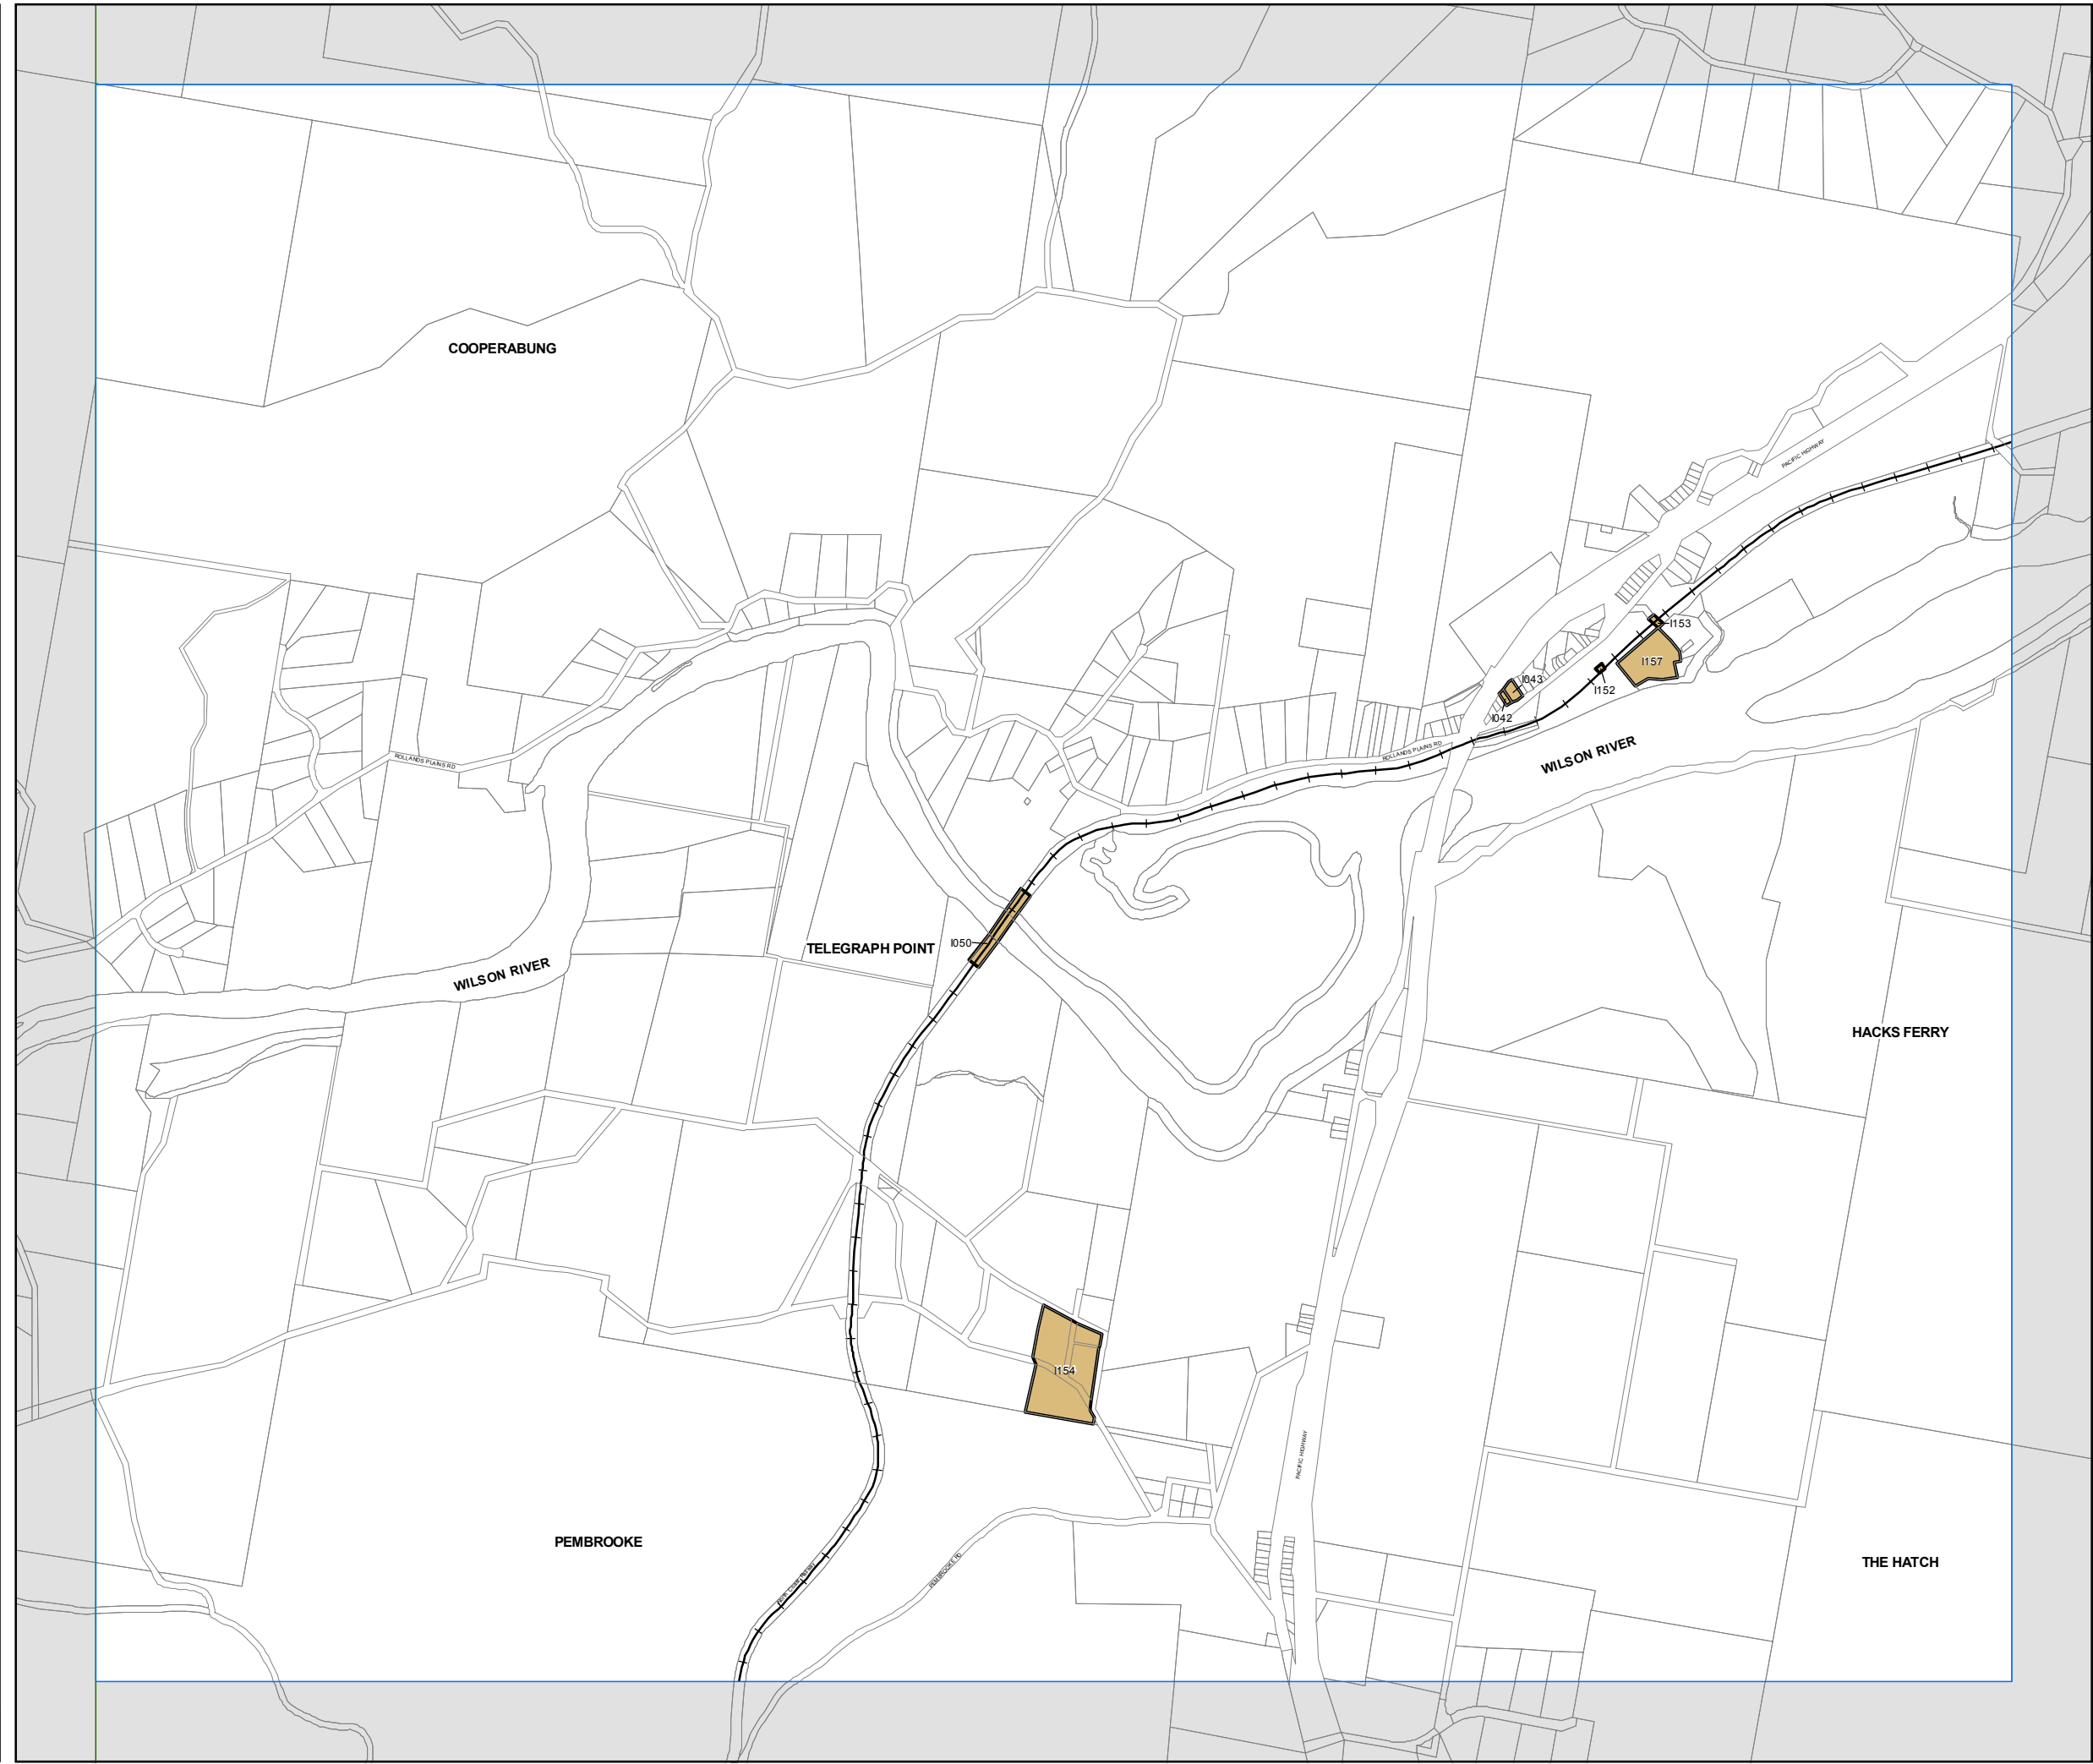 COOPERABUNG
PACIFIC HIGHWAY
I153
I157
I043
I152
I042
WILSON RIVER
ROLLANDS PLAINS RD
ROLLANDS PLAINS RD
I050
TELEGRAPH POINT
WILSON RIVER
HACKS FERRY
I154
PACIFIC HIGHWAY
PEMBROOKE
PEMBROOKE RD
THE HATCH